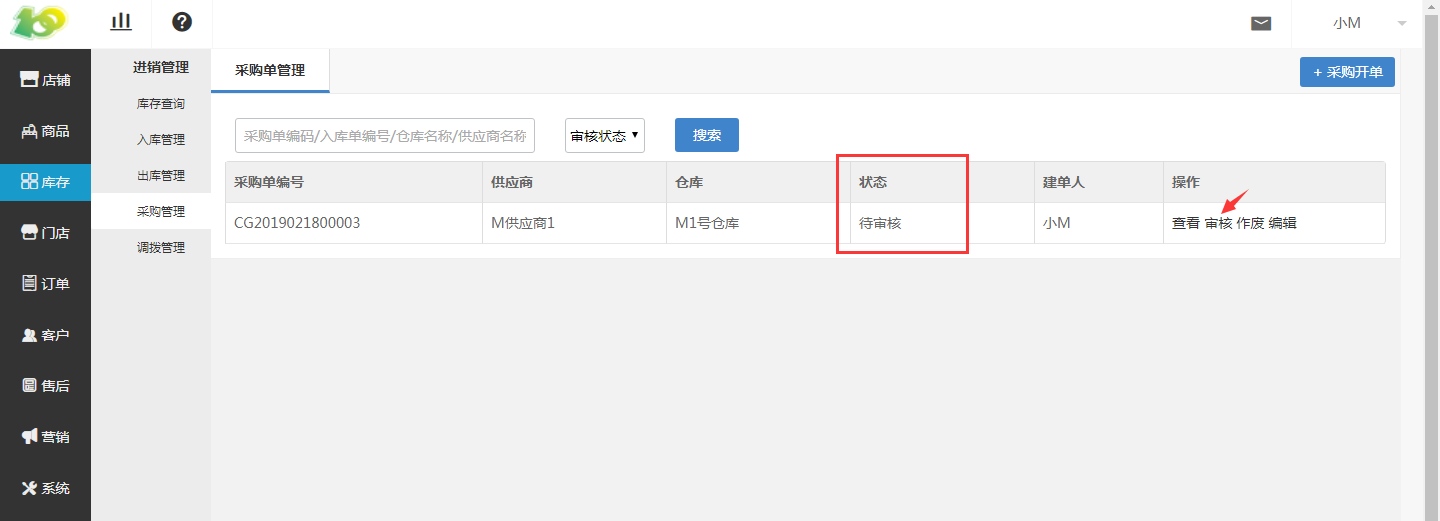 小M
店铺
商品
库存
门店
订单
客户
售后
营销
系统
进销管理
库存查询
入库管理
出库管理
采购管理
调拨管理
采购单管理
+ 采购开单
采购单编码/入库单编号/仓库名称/供应商名称
审核状态
搜索
采购单编号 供应商 仓库 状态 建单人 操作
CG2019021800003 M供应商1 M1号仓库 待审核 小M 查看 审核 作废 编辑